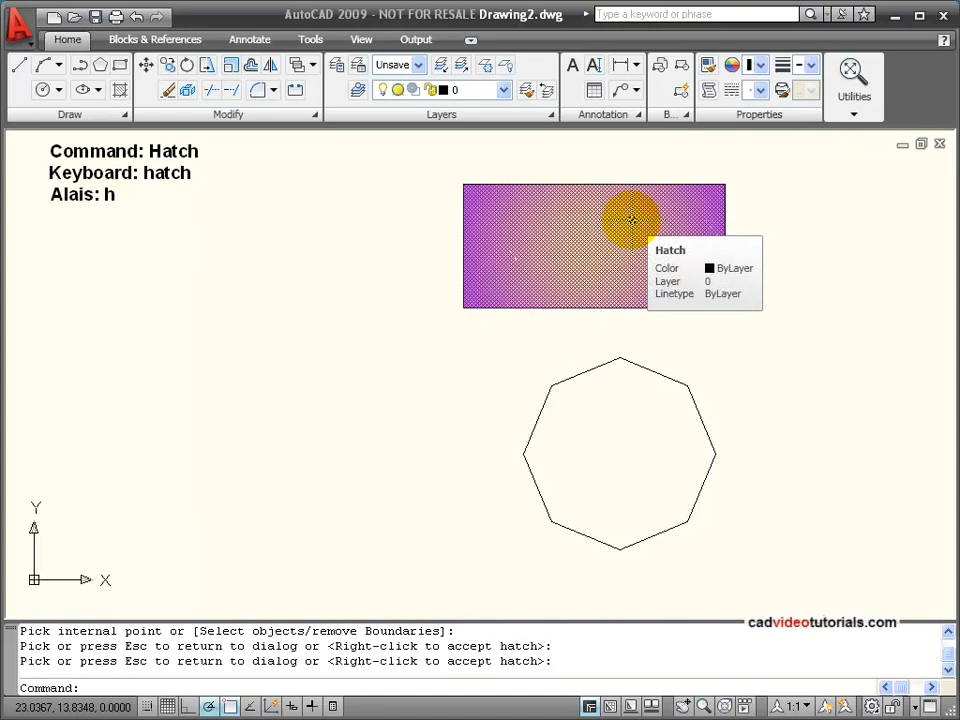 AutoCAD 2009 - NOT FOR RESALE Drawing2.dwg
Type a keyword or phrase
Home
Blocks & References
Annotate
Tools
View
Output
Unsave
0
Utilities
Draw
Modify
Layers
Annotation
B...
Properties
Command: Hatch
Keyboard: hatch
Alais: h
Hatch
Color ByLayer
Layer 0
Linetype ByLayer
Y
X
cadvideotutorials.com
Pick internal point or [Select objects/remove Boundaries]:
Pick or press Esc to return to dialog or <Right-click to accept hatch>:
Pick or press Esc to return to dialog or <Right-click to accept hatch>:
Command:
23.0367, 13.8348, 0.0000
1:1